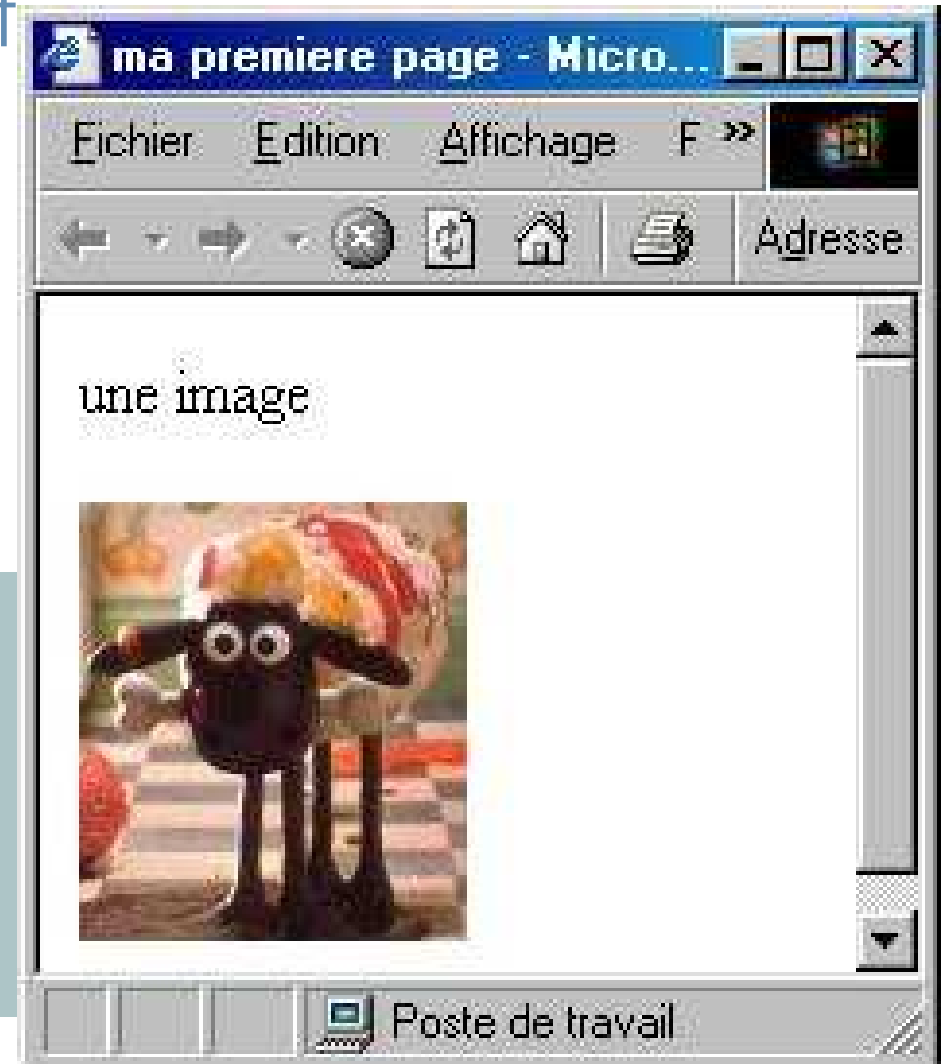 ma premiere page - Micro...
Fichier Edition Affichage F »
Adresse
une image
Poste de travail